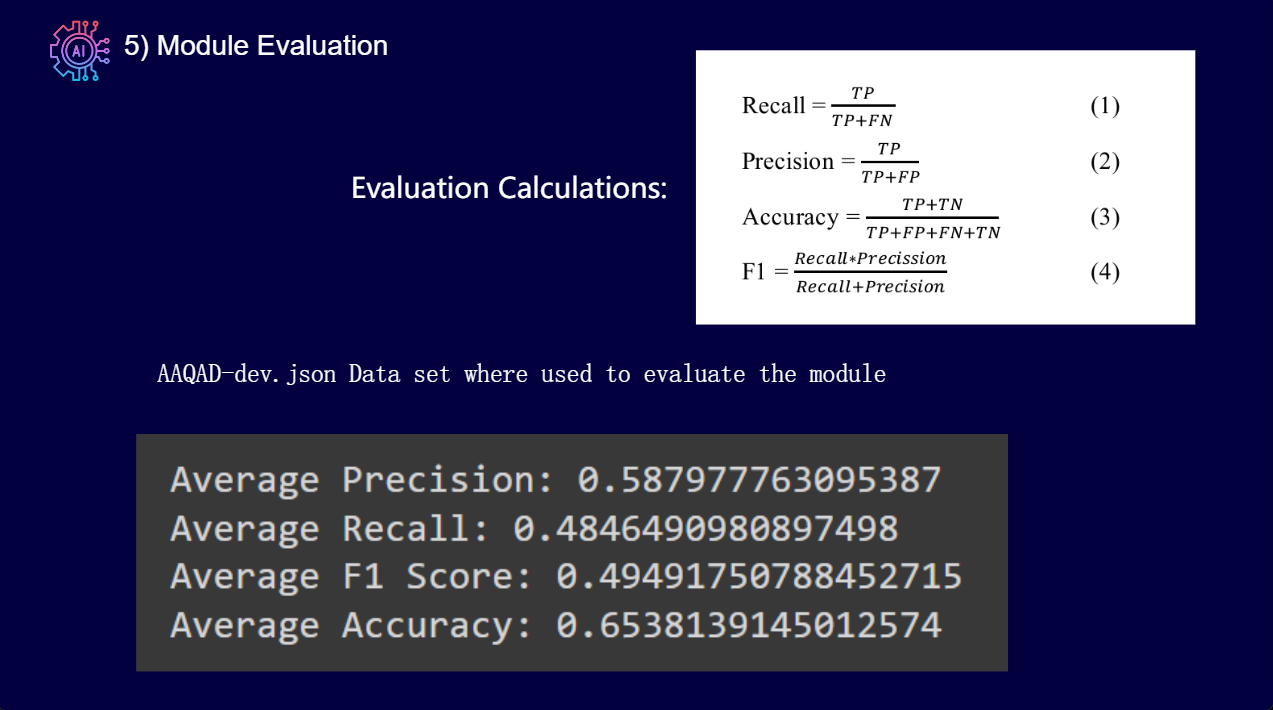 AI
5) Module Evaluation
Recall = TP / TP+FN (1)
Precision = TP / TP+FP (2)
Evaluation Calculations:
Accuracy = TP+TN / TP+FP+FN+TN (3)
F1 = Recall*Precission / Recall+Precision (4)
AAQAD-dev.json Data set where used to evaluate the module
Average Precision: 0.587977763095387
Average Recall: 0.4846490980897498
Average F1 Score: 0.49491750788452715
Average Accuracy: 0.6538139145012574